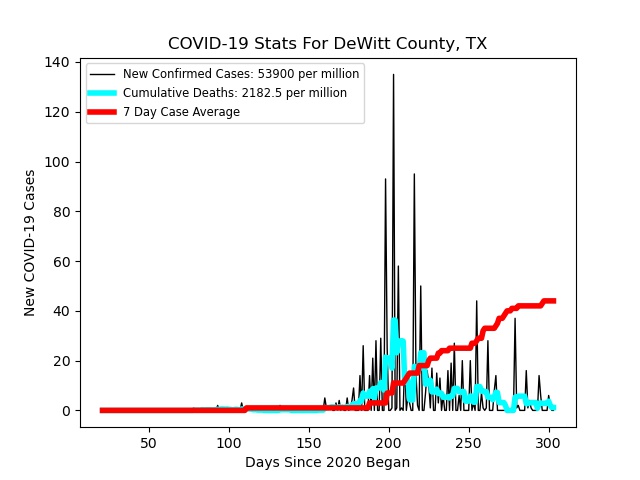 COVID-19 Stats For DeWitt County, TX
New Confirmed Cases: 53900 per million
Cumulative Deaths: 2182.5 per million
7 Day Case Average
140
120
100
80
60
40
20
0
New COVID-19 Cases
50 100 150 200 250 300
Days Since 2020 Began